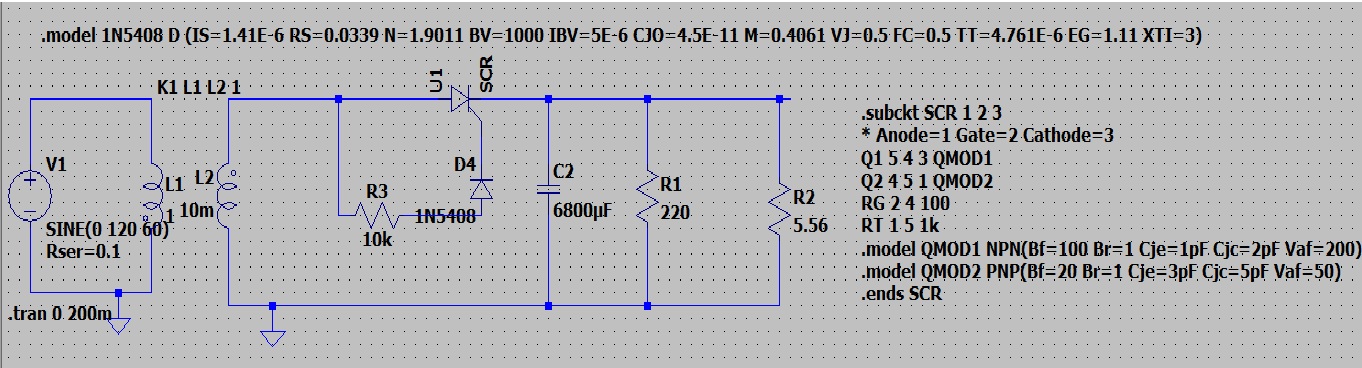 .model 1N5408 D (IS=1.41E-6 RS=0.0339 N=1.9011 BV=1000 IBV=5E-6 CJO=4.5E-11 M=0.4061 VJ=0.5 FC=0.5 TT=4.761E-6 EG=1.11 XTI=3)
K1 L1 L2 1
U1
SCR
V1
SINE(0 120 60)
Rser=0.1
L1
1
L2
10m
R3
10k
D4
1N5408
C2
6800µF
R1
220
R2
5.56
.tran 0 200m
.subckt SCR 1 2 3
* Anode=1 Gate=2 Cathode=3
Q1 5 4 3 QMOD1
Q2 4 5 1 QMOD2
RG 2 4 100
RT 1 5 1k
.model QMOD1 NPN(Bf=100 Br=1 Cje=1pF Cjc=2pF Vaf=200)
.model QMOD2 PNP(Bf=20 Br=1 Cje=3pF Cjc=5pF Vaf=50)
.ends SCR